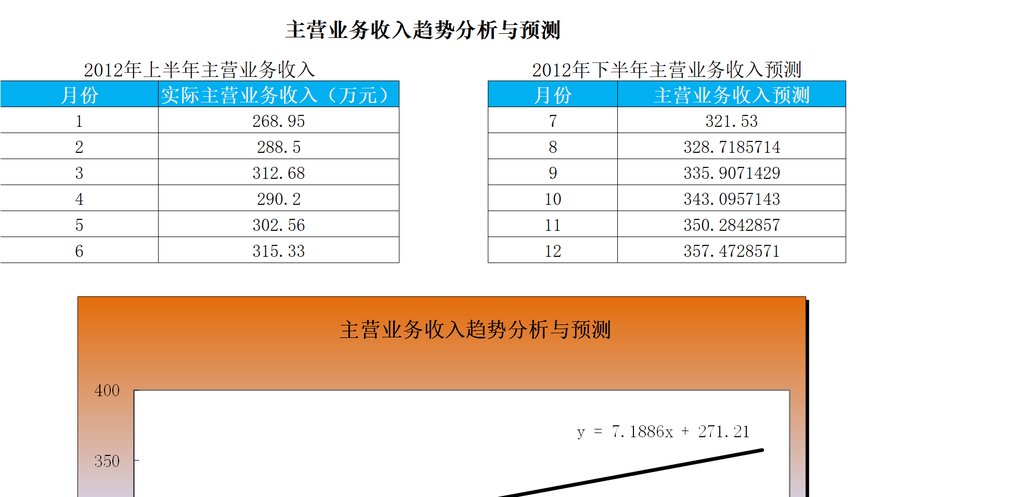 主营业务收入趋势分析与预测
2012年上半年主营业务收入
月份 实际主营业务收入（万元）
1 268.95
2 288.5
3 312.68
4 290.2
5 302.56
6 315.33
2012年下半年主营业务收入预测
月份 主营业务收入预测
7 321.53
8 328.7185714
9 335.9071429
10 343.0957143
11 350.2842857
12 357.4728571
主营业务收入趋势分析与预测
400
y = 7.1886x + 271.21
350